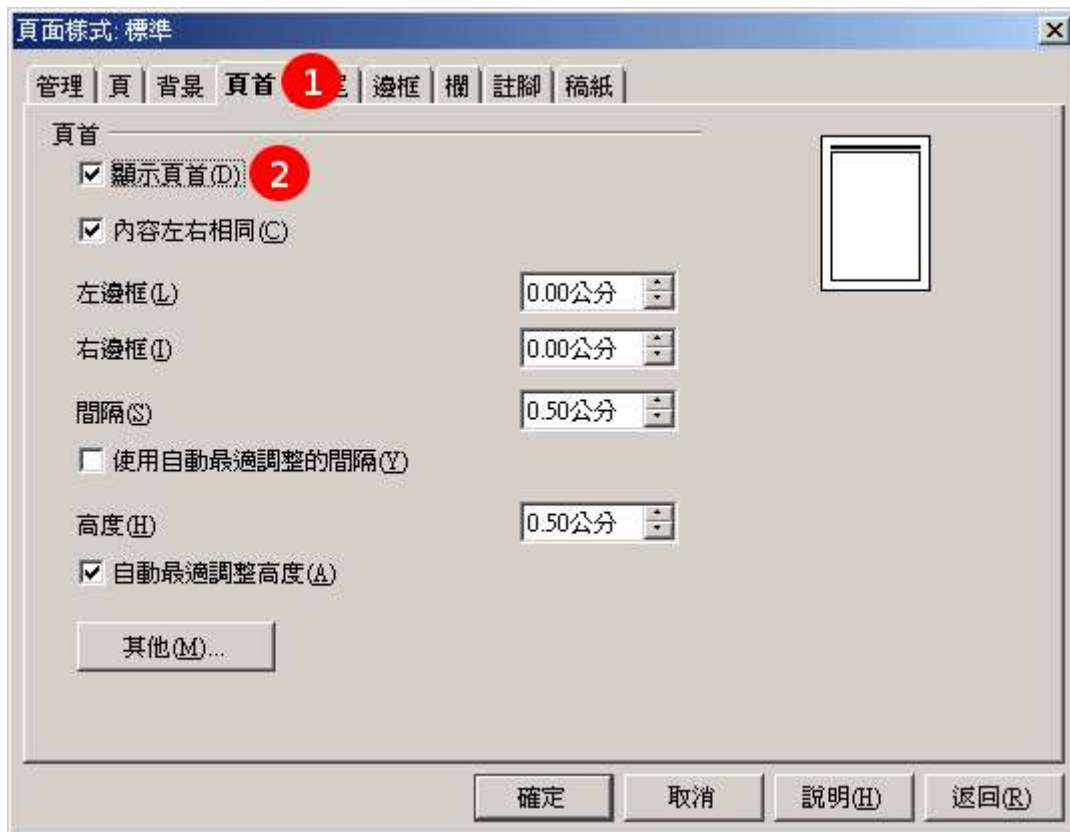 頁面樣式: 標準
管理 頁 背景 頁首 1 邊框 欄 註腳 稿紙
頁首
顯示頁首(D) 2
內容左右相同(C)
左邊框(L) 0.00公分
右邊框(I) 0.00公分
間隔(S) 0.50公分
使用自動最適調整的間隔(Y)
高度(H) 0.50公分
自動最適調整高度(A)
其他(M)...
確定 取消 說明(H) 返回(R)